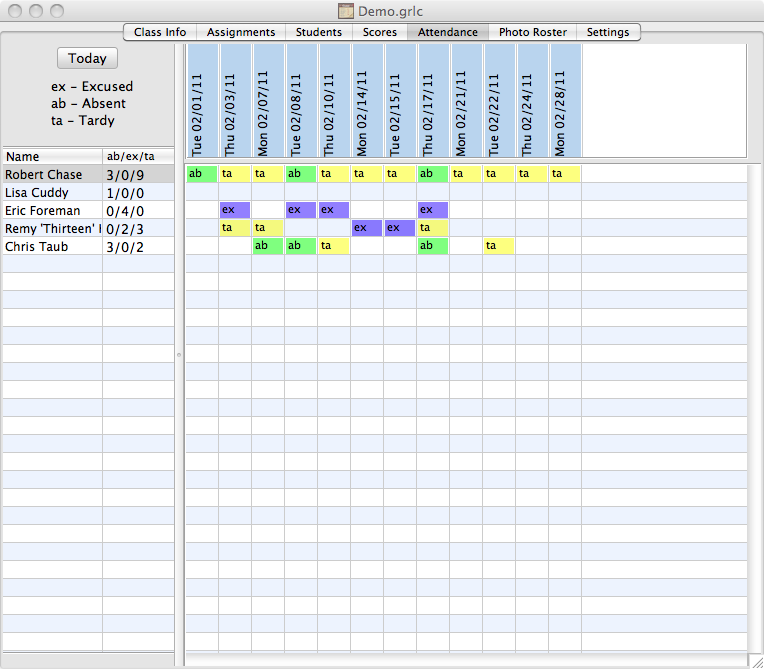 Demo.grlc
Class Info Assignments Students Scores Attendance Photo Roster Settings
Today
ex - Excused
ab - Absent
ta - Tardy
Tue 02/01/11
Thu 02/03/11
Mon 02/07/11
Tue 02/08/11
Thu 02/10/11
Mon 02/14/11
Tue 02/15/11
Thu 02/17/11
Mon 02/21/11
Tue 02/22/11
Thu 02/24/11
Mon 02/28/11
Name ab/ex/ta
Robert Chase 3/0/9 ab ta ta ab ta ta ta ab ta ta ta ta
Lisa Cuddy 1/0/0
Eric Foreman 0/4/0 ex ex ex ex
Remy 'Thirteen' 0/2/3 ta ta ex ex ta
Chris Taub 3/0/2 ab ab ta ab ta